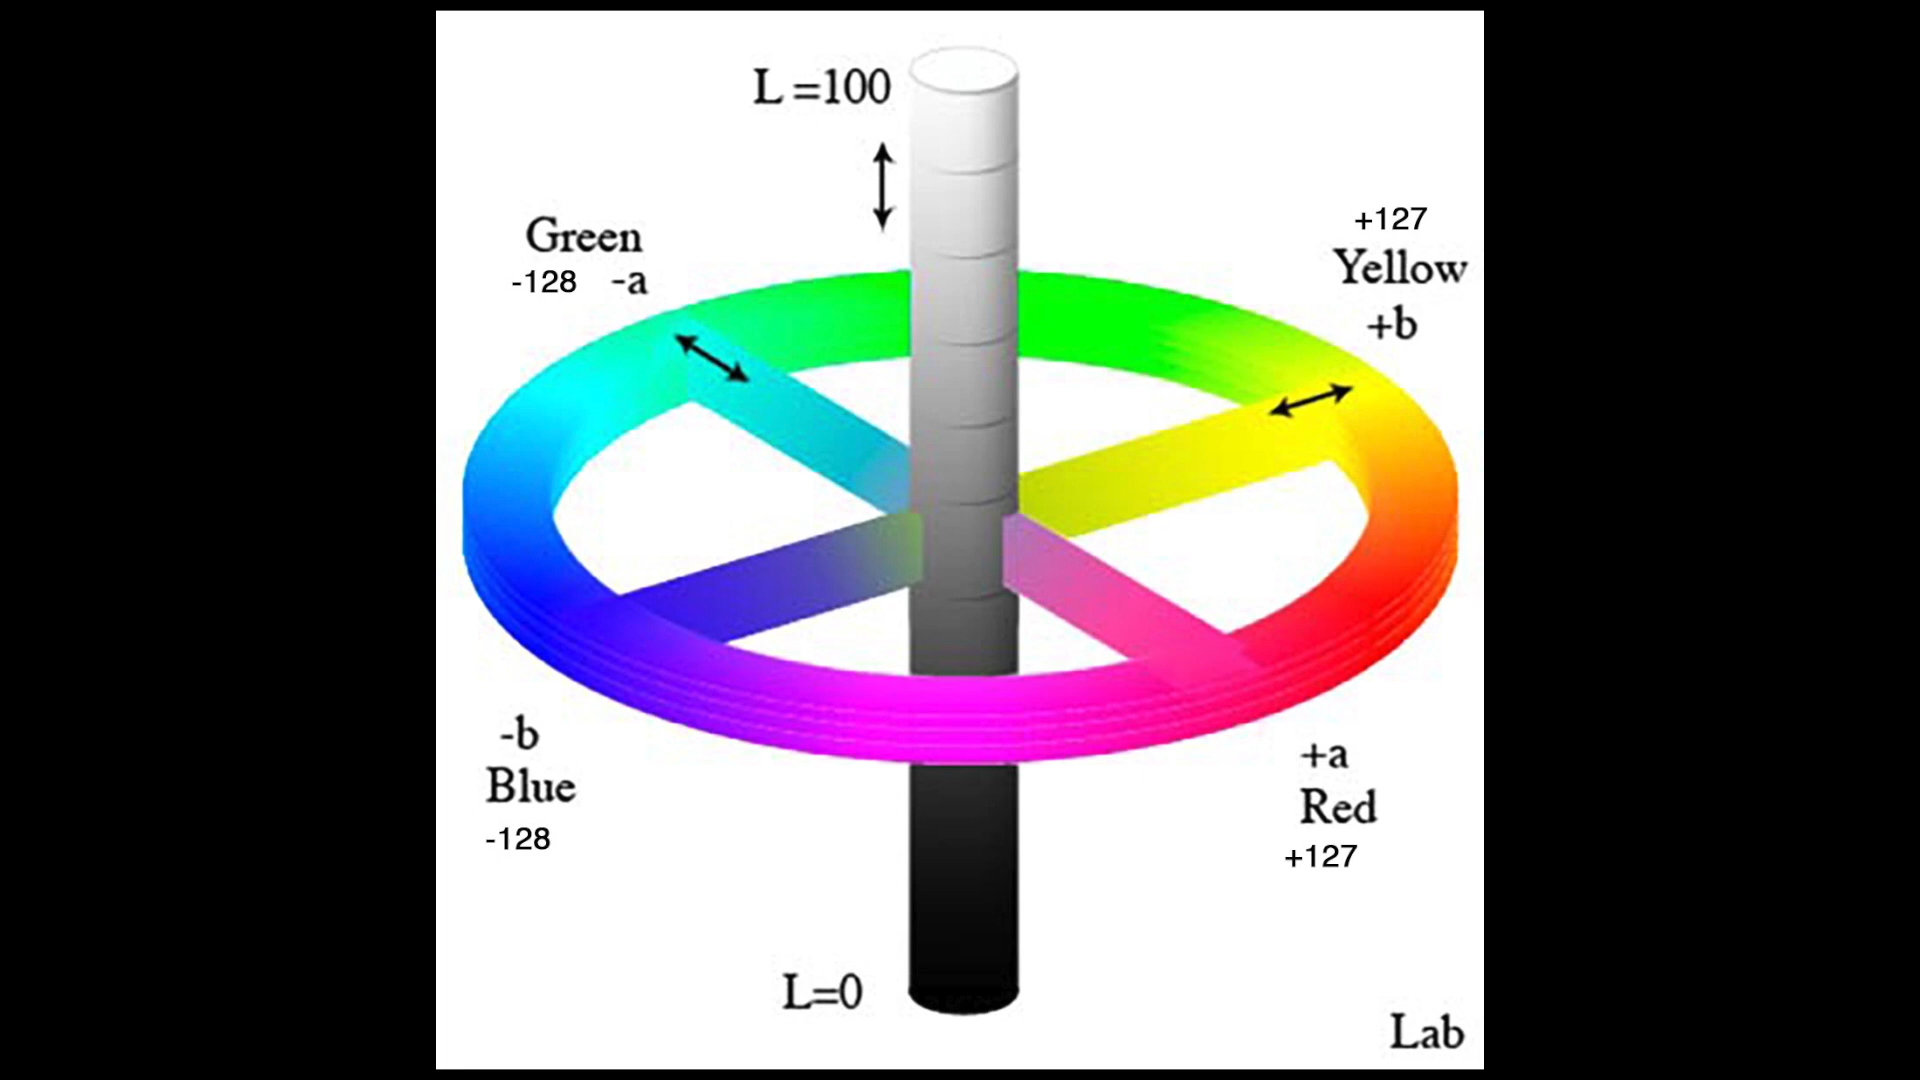 L =100
Green
-128 -a
+127
Yellow
+b
-b
Blue
-128
+a
Red
+127
L=0
Lab